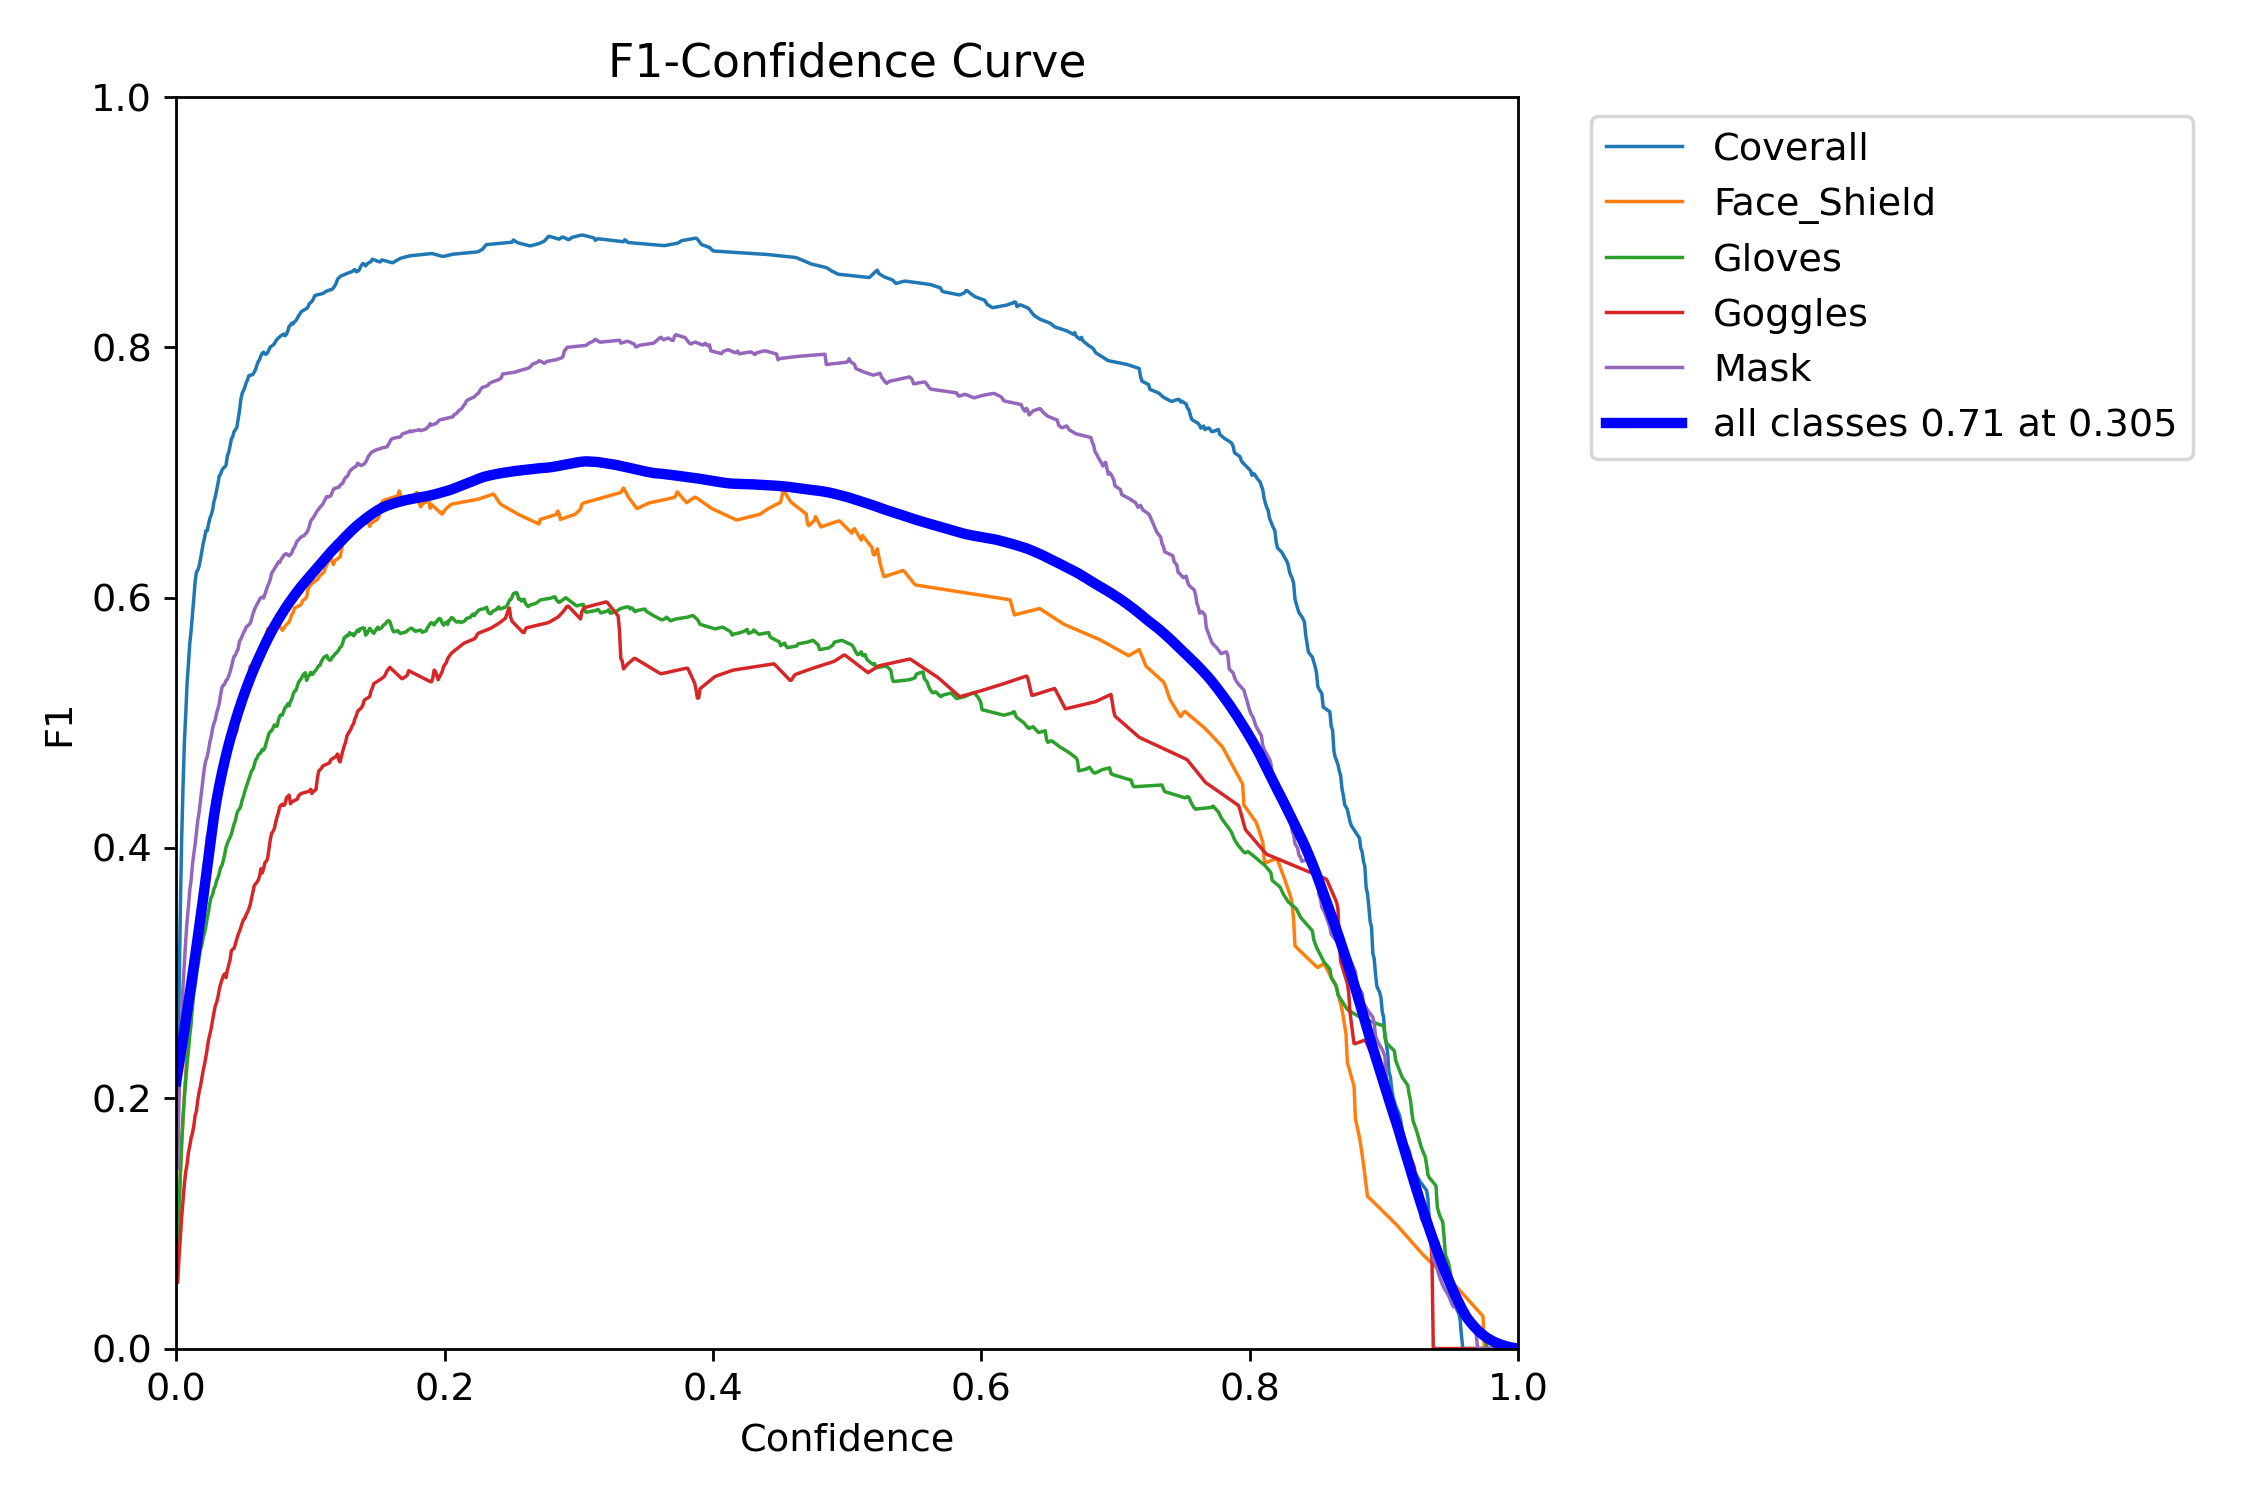 F1-Confidence Curve
1.0
0.8
0.6
0.4
0.2
0.0
F1
0.0 0.2 0.4 0.6 0.8 1.0
Confidence
Coverall
Face_Shield
Gloves
Goggles
Mask
all classes 0.71 at 0.305